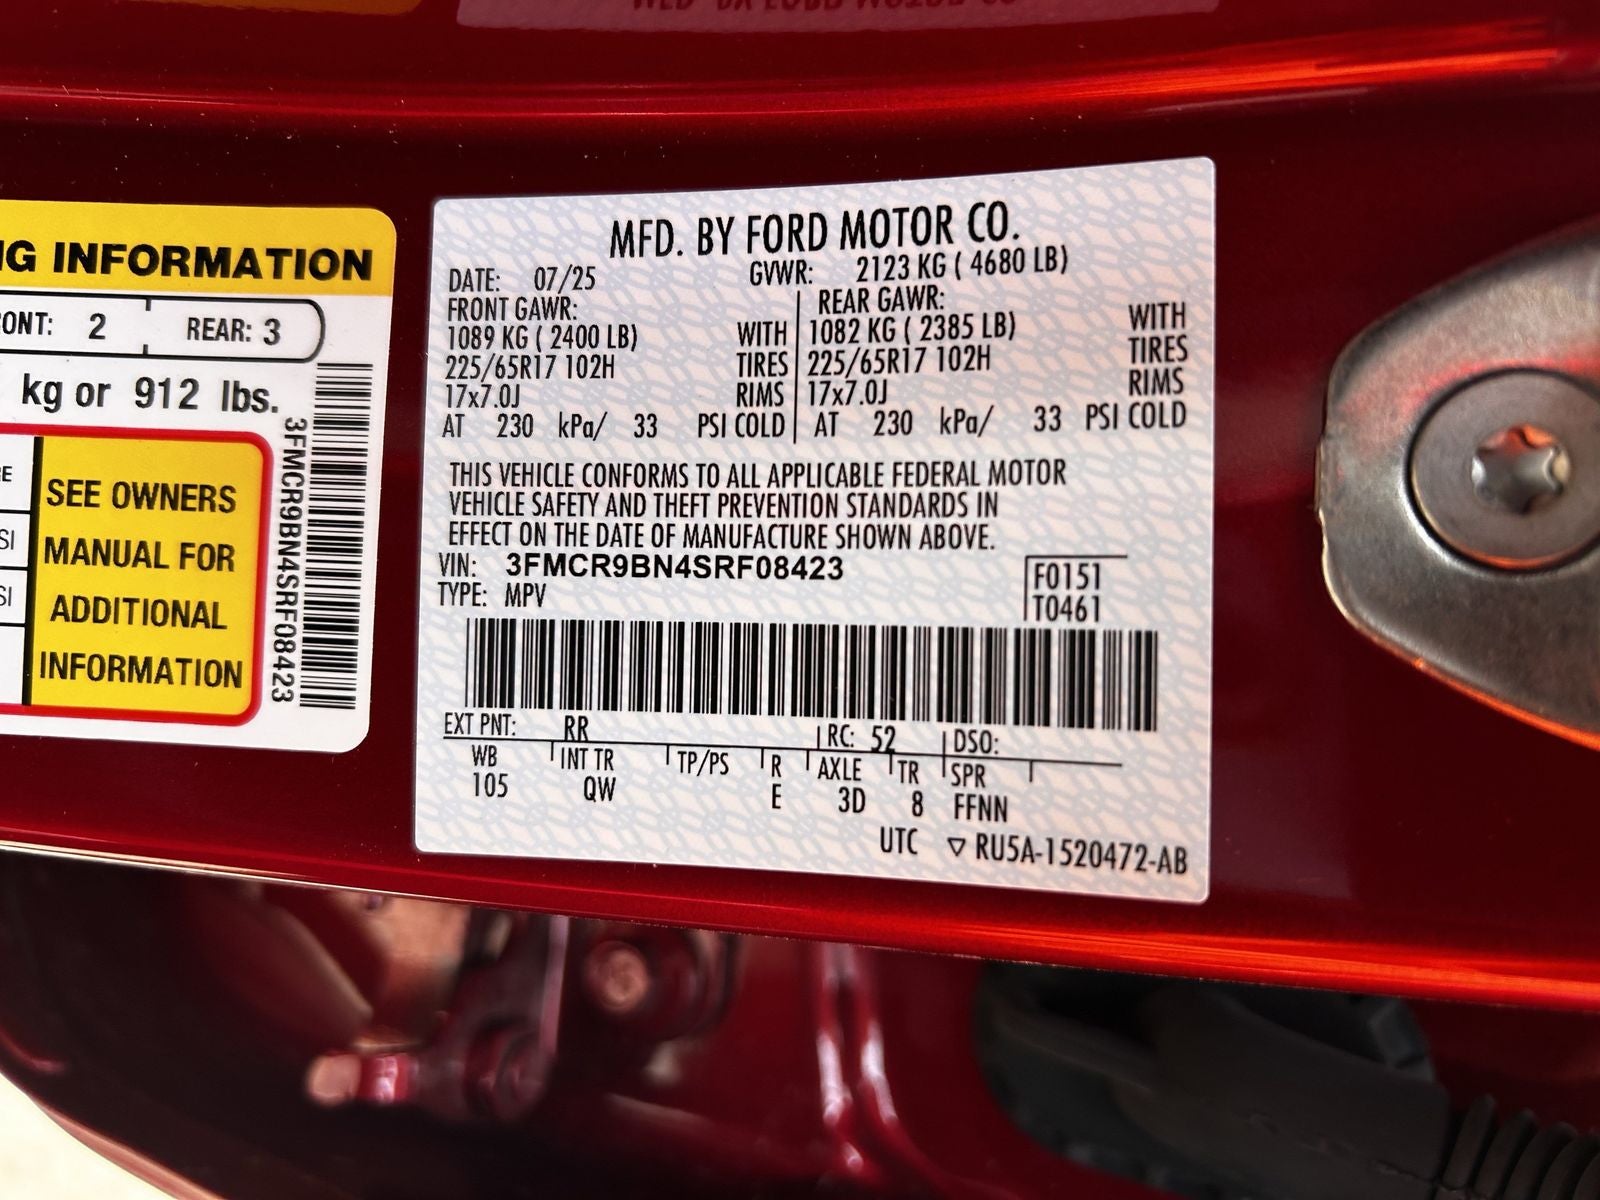 NG INFORMATION
ONT: 2 REAR: 3
kg or 912 lbs.
SEE OWNERS
MANUAL FOR
ADDITIONAL
INFORMATION
3FMCR9BN4SRF08423
MFD. BY FORD MOTOR CO.
DATE: 07/25 GVWR: 2123 KG ( 4680 LB)
FRONT GAWR: REAR GAWR:
1089 KG ( 2400 LB) WITH 1082 KG ( 2385 LB) WITH
225/65R17 102H TIRES 225/65R17 102H TIRES
17x7.0J RIMS 17x7.0J RIMS
AT 230 kPa/ 33 PSI COLD AT 230 kPa/ 33 PSI COLD
THIS VEHICLE CONFORMS TO ALL APPLICABLE FEDERAL MOTOR
VEHICLE SAFETY AND THEFT PREVENTION STANDARDS IN
EFFECT ON THE DATE OF MANUFACTURE SHOWN ABOVE.
VIN: 3FMCR9BN4SRF08423
F0151
TYPE: MPV
T0461
EXT PNT: RR RC: 52 DSO:
WB INT TR TP/PS R AXLE TR SPR
105 QW E 3D 8 FFNN
UTC ▽ RU5A-1520472-AB